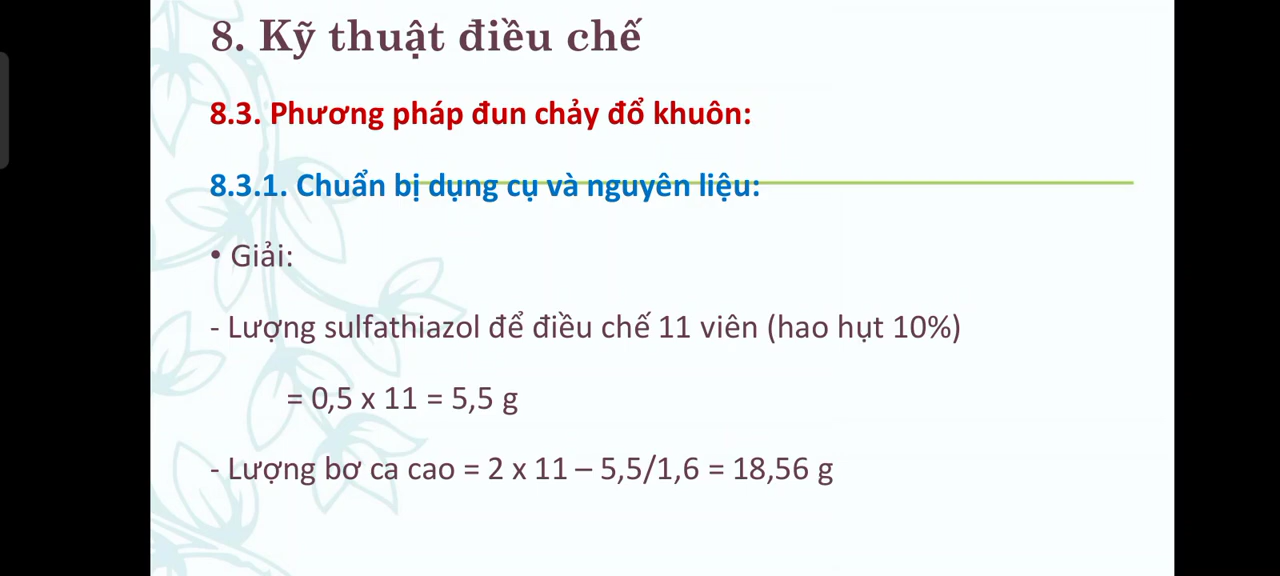 8. Kỹ thuật điều chế
8.3. Phương pháp đun chảy đổ khuôn:
8.3.1. Chuẩn bị dụng cụ và nguyên liệu:
• Giải:
- Lượng sulfathiazol để điều chế 11 viên (hao hụt 10%)
= 0,5 x 11 = 5,5 g
- Lượng bơ ca cao = 2 x 11 – 5,5/1,6 = 18,56 g